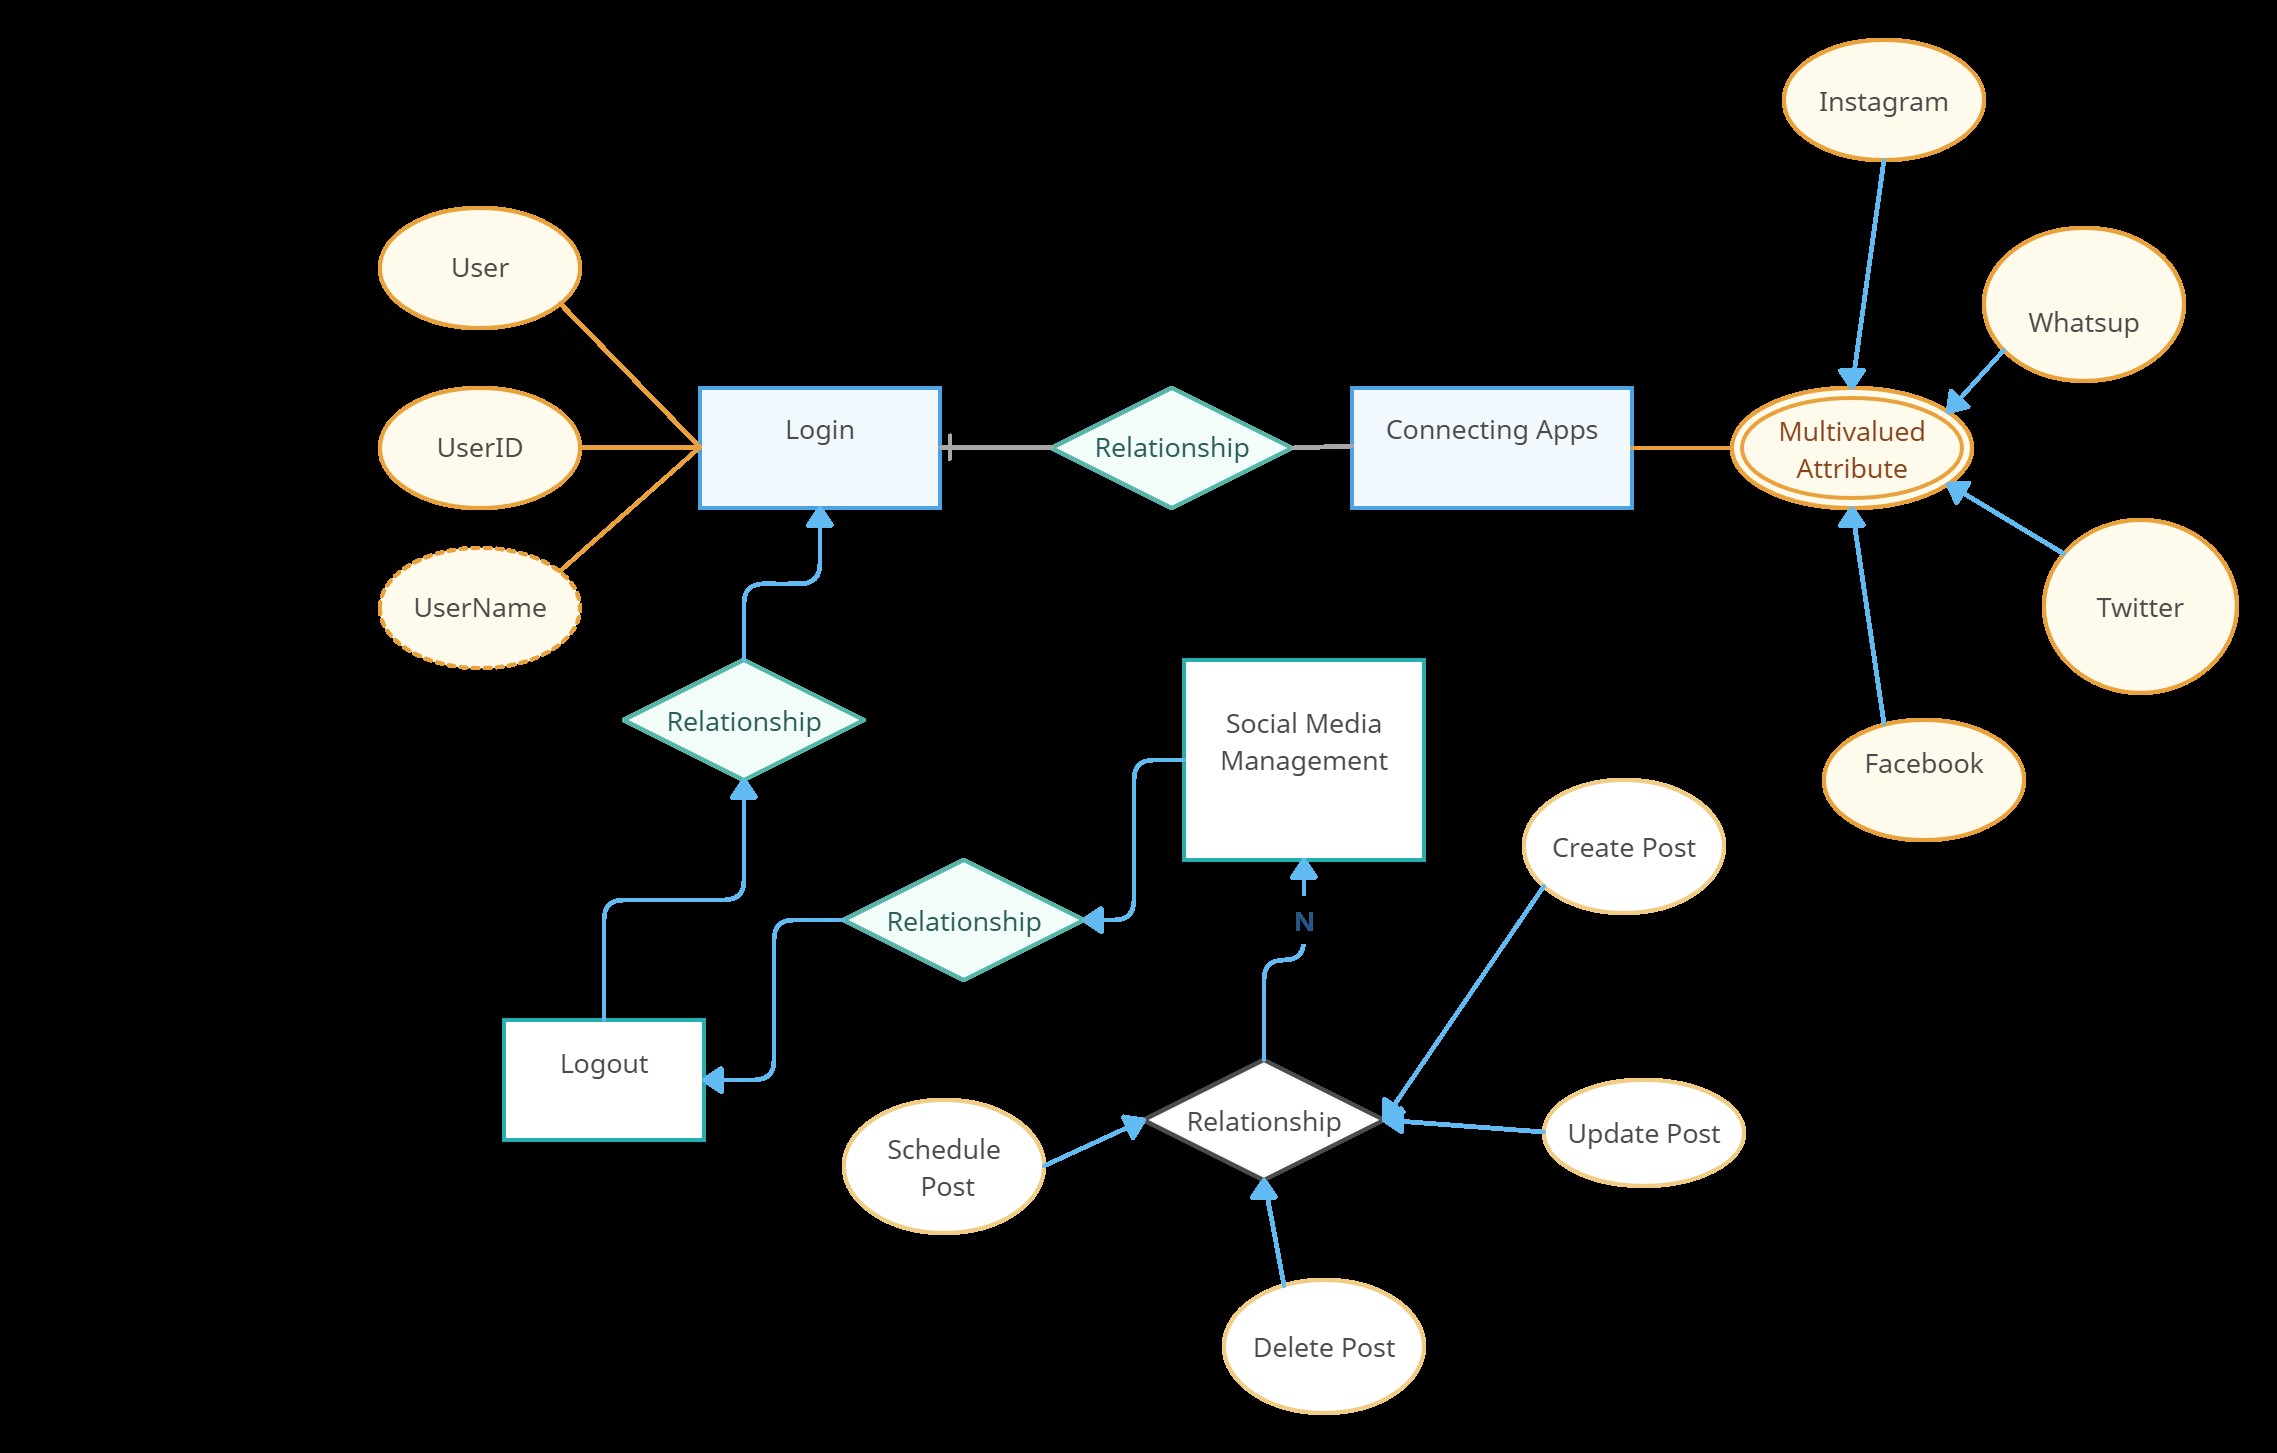 Instagram
User
Whatsup
Login
Connecting Apps
UserID
Relationship
Multivalued
Attribute
UserName
Twitter
Relationship
Social Media
Management
Facebook
Create Post
Relationship
N
Logout
Relationship
Update Post
Schedule
Post
Delete Post